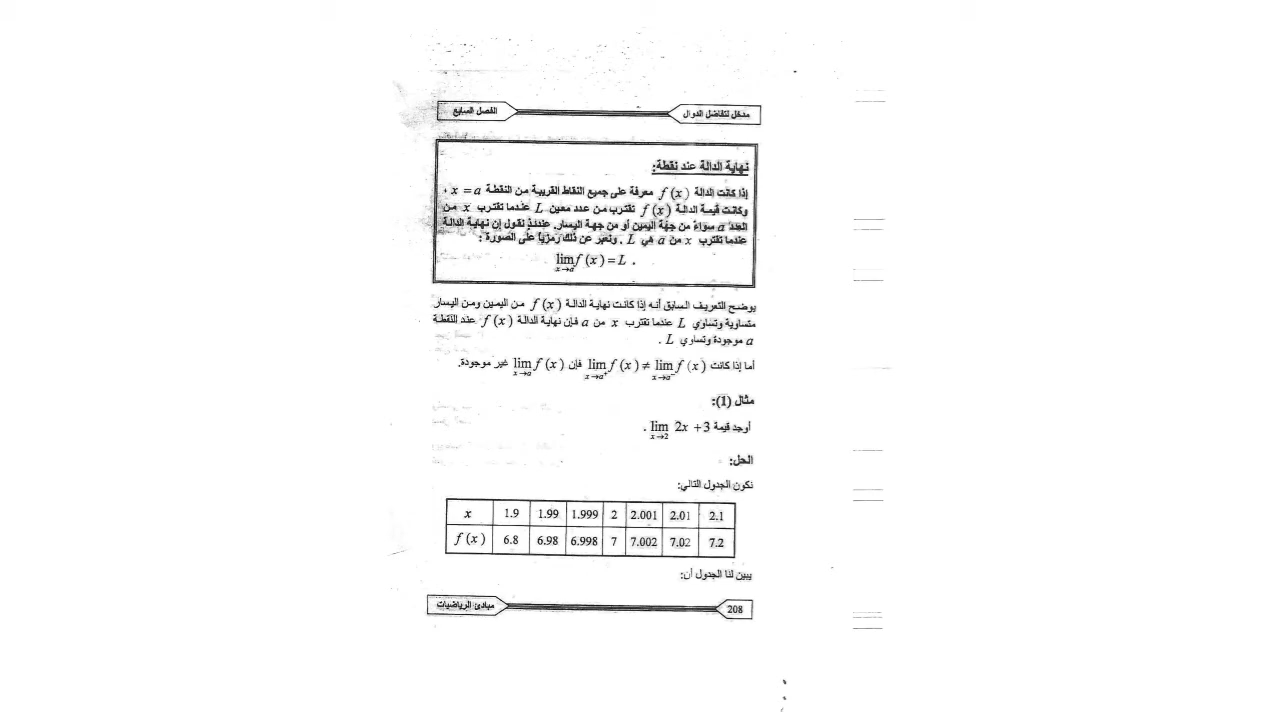 مدخل لتفاضل الدوال
الفصل السابع
نهاية الدالة عند نقطة:
إذا كانت الدالة f (x) معرفة على جميع النقاط القريبة من النقطة x = a ،
وكانت قيمة الدالة f (x) تقترب من عدد معين L عندما تقترب x من
العدد a سواءً من جهة اليمين أو من جهة اليسار. عندئذ نقول إن نهاية الدالة
عندما تقترب x من a هي L . ونعبر عن ذلك رمزياً على الصورة :
lim f (x) = L .
x→a
يوضح التعريف السابق أنه إذا كانت نهاية الدالة f (x) من اليمين ومن اليسار
متساوية وتساوي L عندما تقترب x من a فإن نهاية الدالة f (x) عند النقطة
a موجودة وتساوي L .
أما إذا كانت lim f (x) ≠ lim f (x) فإن lim f (x) غير موجودة.
x→a⁻ x→a⁺ x→a
مثال (1):
أوجد قيمة lim 2x + 3 .
x→2
الحل:
نكون الجدول التالي:
x 1.9 1.99 1.999 2 2.001 2.01 2.1
f (x) 6.8 6.98 6.998 7 7.002 7.02 7.2
يبين لنا الجدول أن:
208
مبادئ الرياضيات